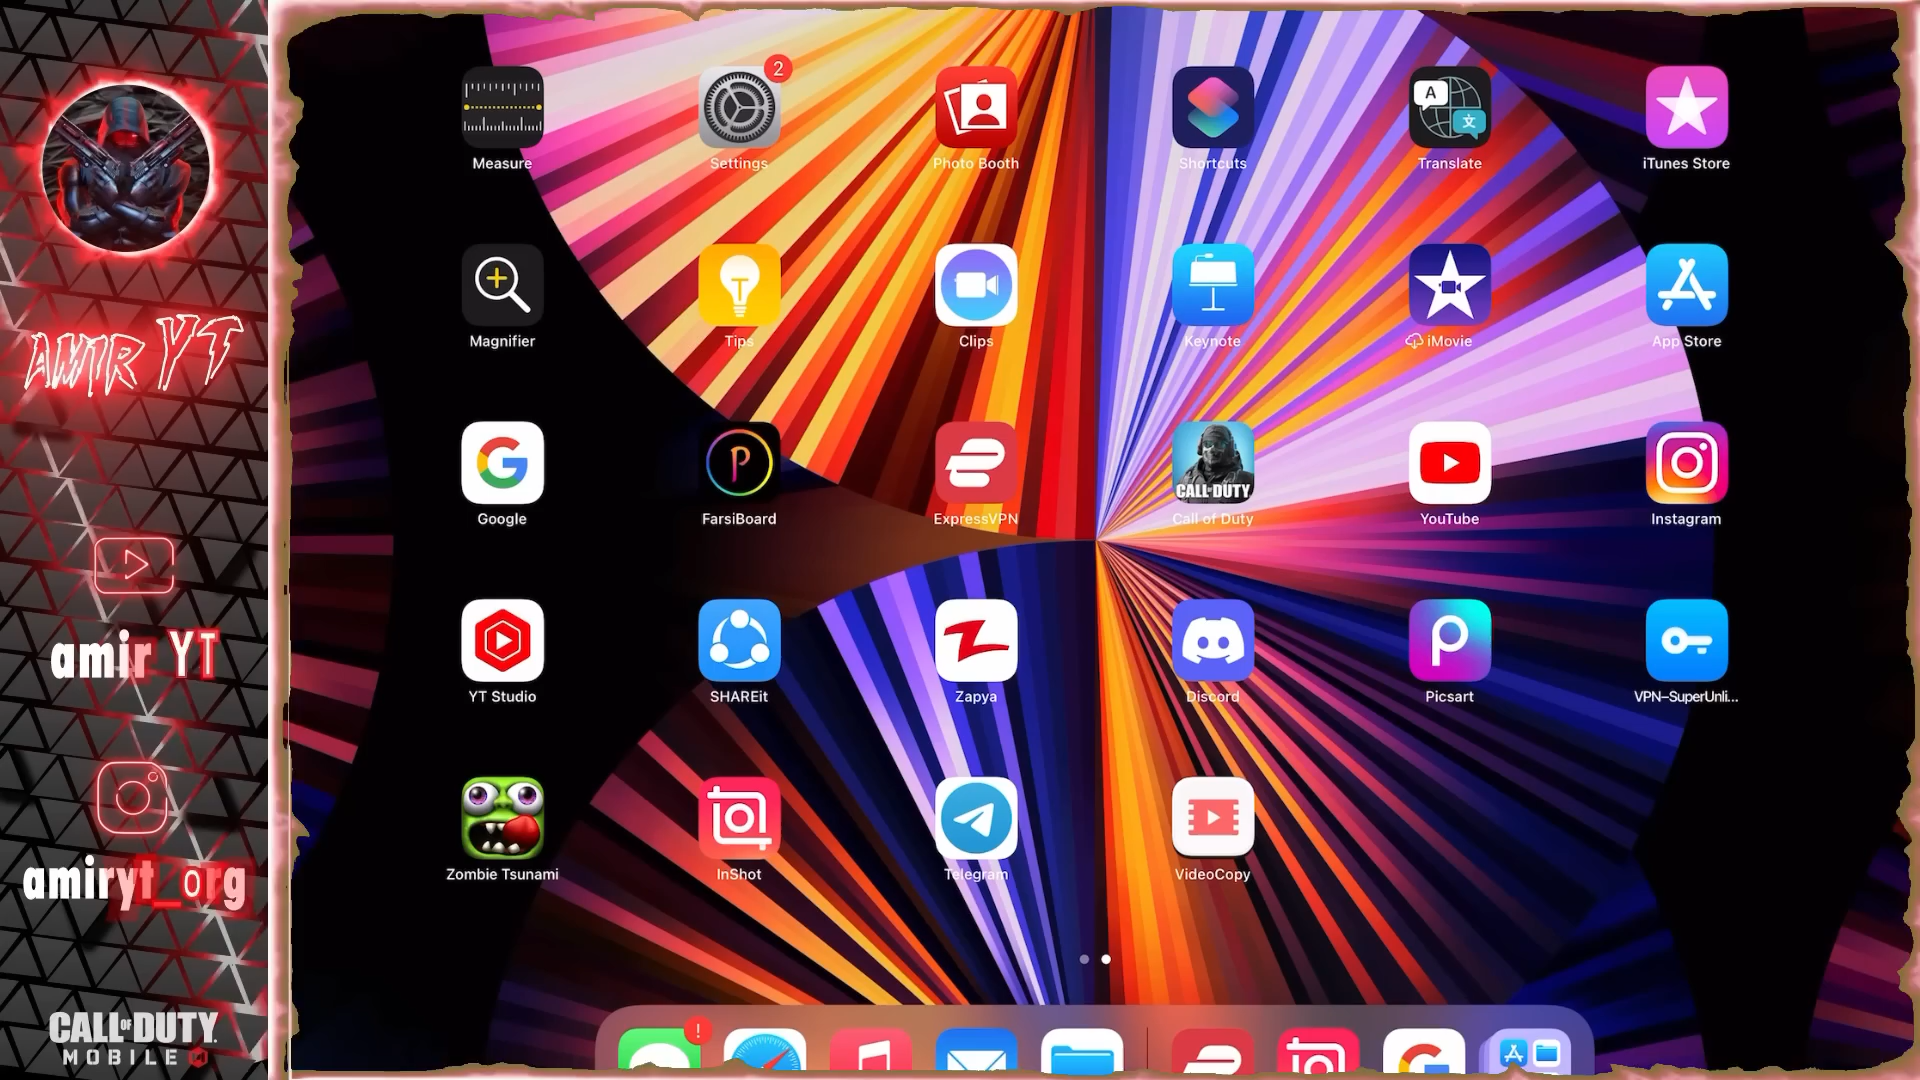 AMIR YT
amir YT
amiryt_org
CALL OF DUTY.
MOBILE
2
Measure
Settings
Photo Booth
Shortcuts
A
文
Translate
iTunes Store
Magnifier
Tips
Clips
Keynote
iMovie
App Store
CALL OF DUTY
Google
FarsiBoard
ExpressVPN
Call of Duty
YouTube
Instagram
YT Studio
SHAREit
Zapya
Discord
Picsart
VPN–SuperUnli...
Zombie Tsunami
InShot
Telegram
VideoCopy
!